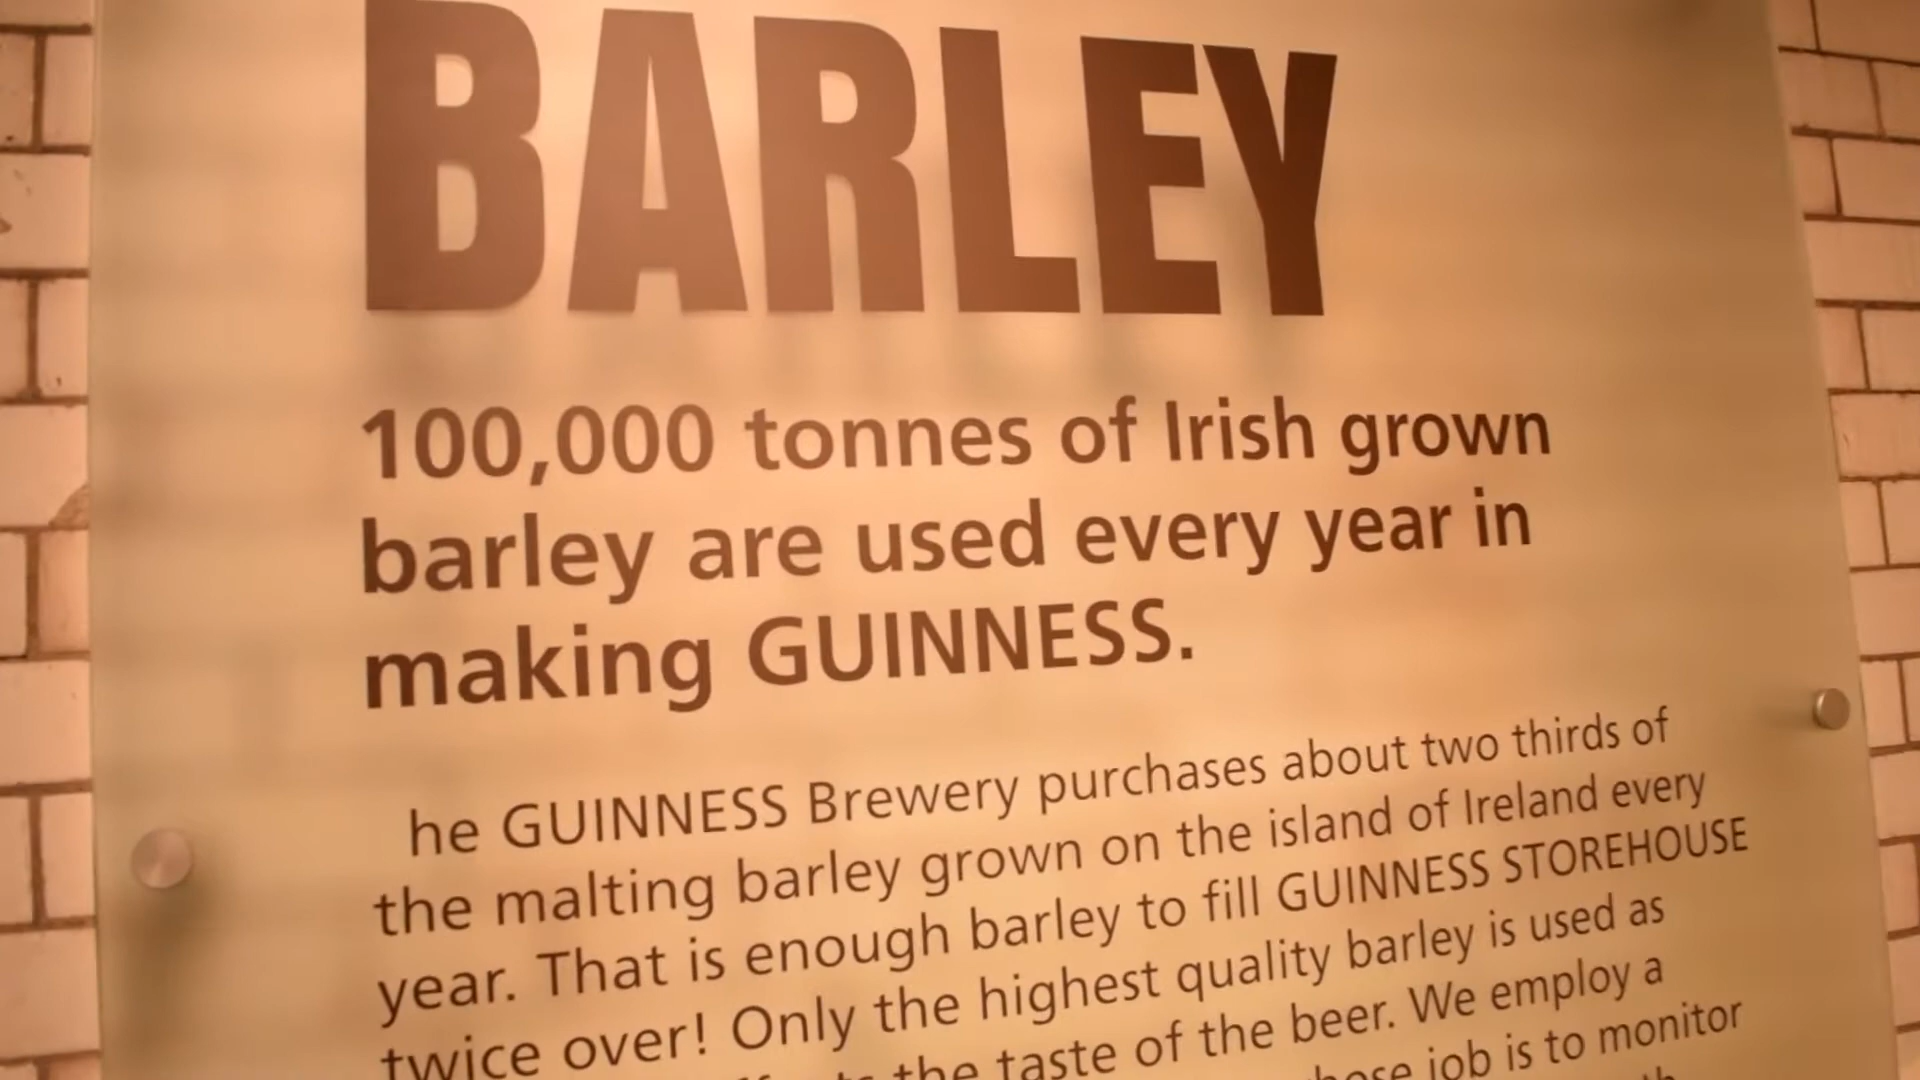 BARLEY
100,000 tonnes of Irish grown
barley are used every year in
making GUINNESS.
he GUINNESS Brewery purchases about two thirds of
the malting barley grown on the island of Ireland every
year. That is enough barley to fill GUINNESS STOREHOUSE
twice over! Only the highest quality barley is used as
the taste of the beer. We employ a
job is to monitor